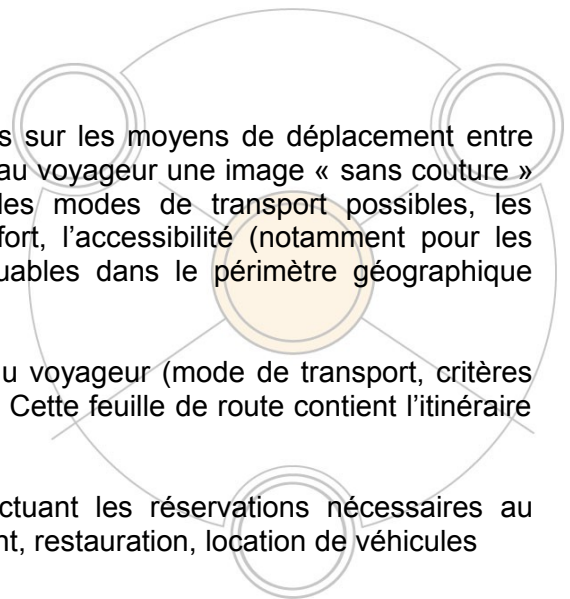 s sur les moyens de déplacement entre
au voyageur une image « sans couture »
les modes de transport possibles, les
fort, l’accessibilité (notamment pour les
uables dans le périmètre géographique
u voyageur (mode de transport, critères
Cette feuille de route contient l’itinéraire
ctuant les réservations nécessaires au
nt, restauration, location de véhicules